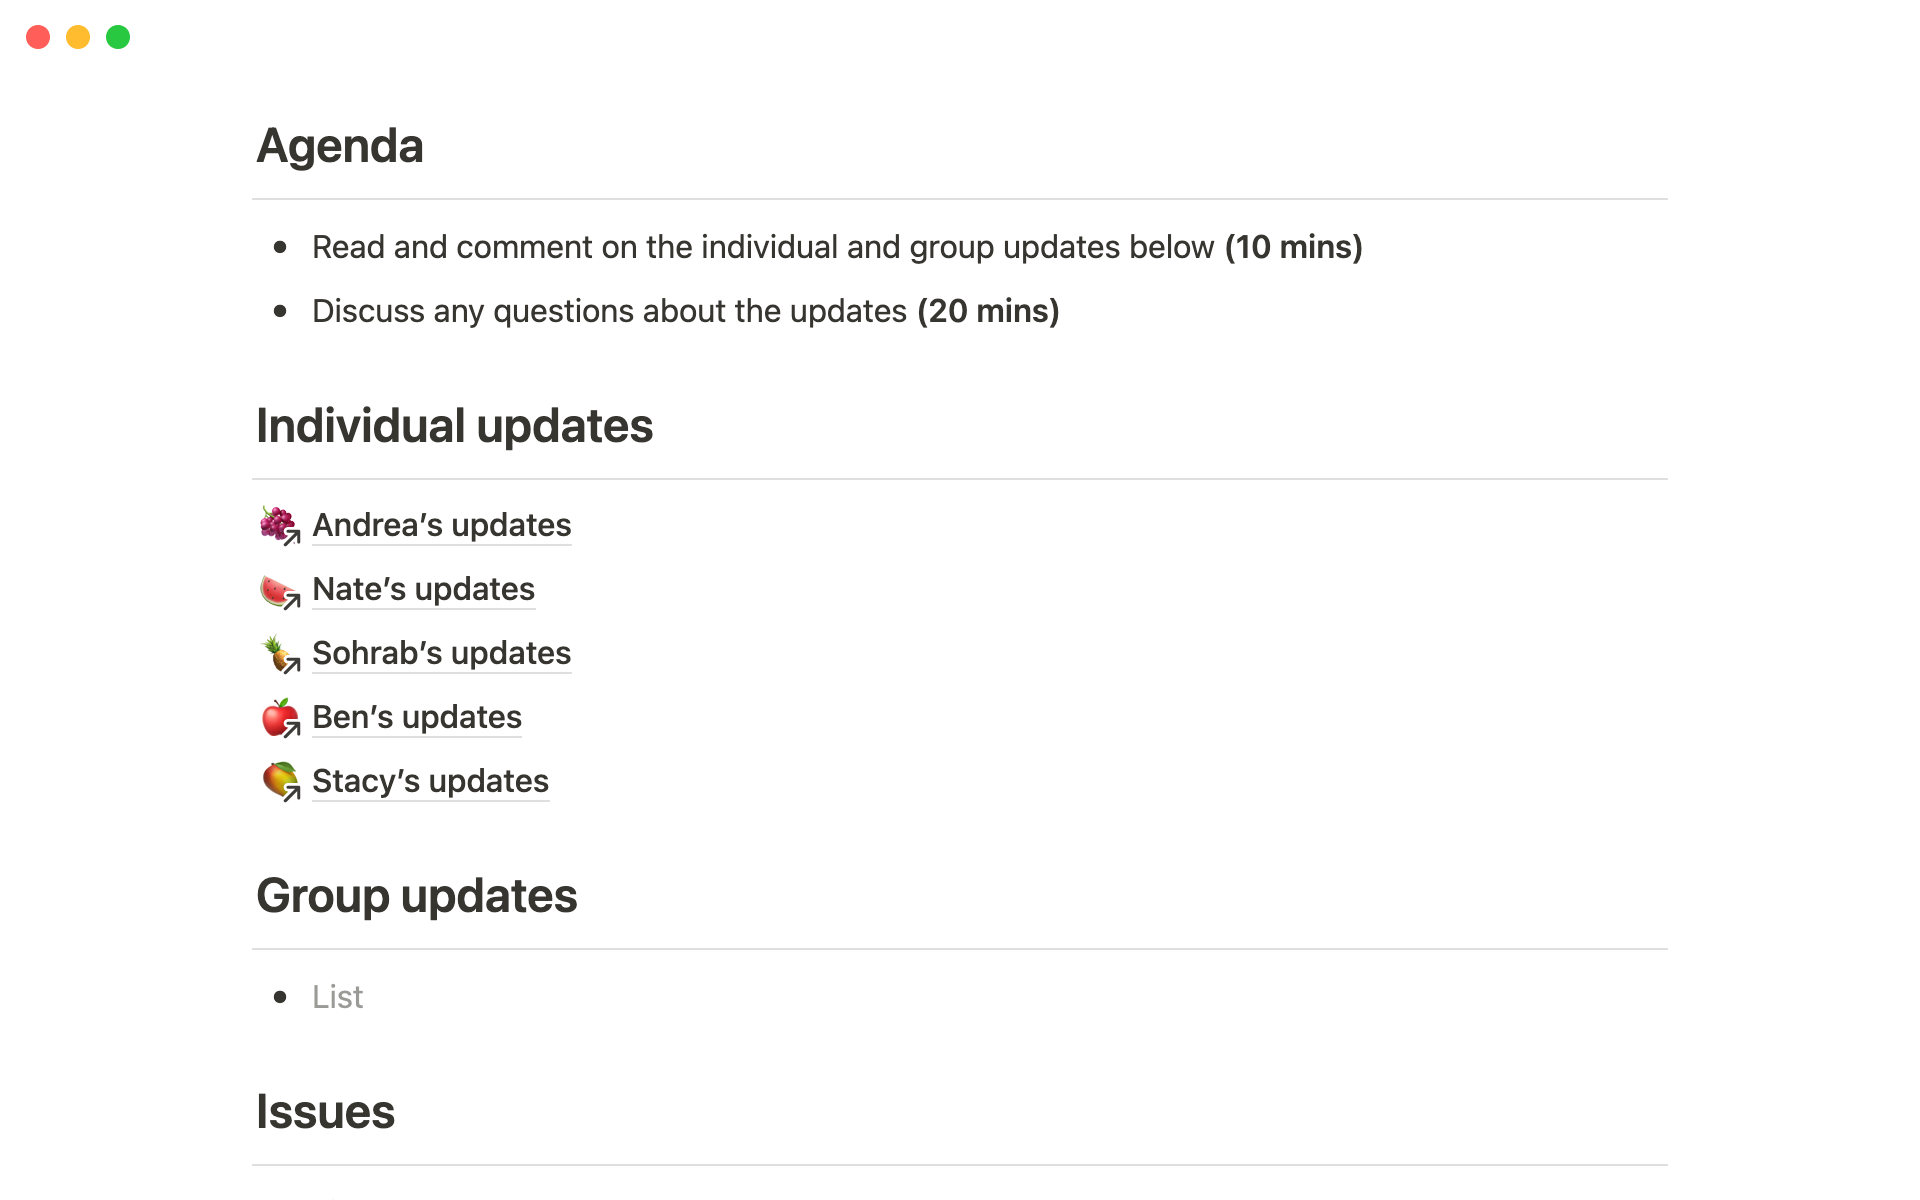 Agenda
• Read and comment on the individual and group updates below (10 mins)
• Discuss any questions about the updates (20 mins)
Individual updates
Andrea’s updates
Nate’s updates
Sohrab’s updates
Ben’s updates
Stacy’s updates
Group updates
• List
Issues